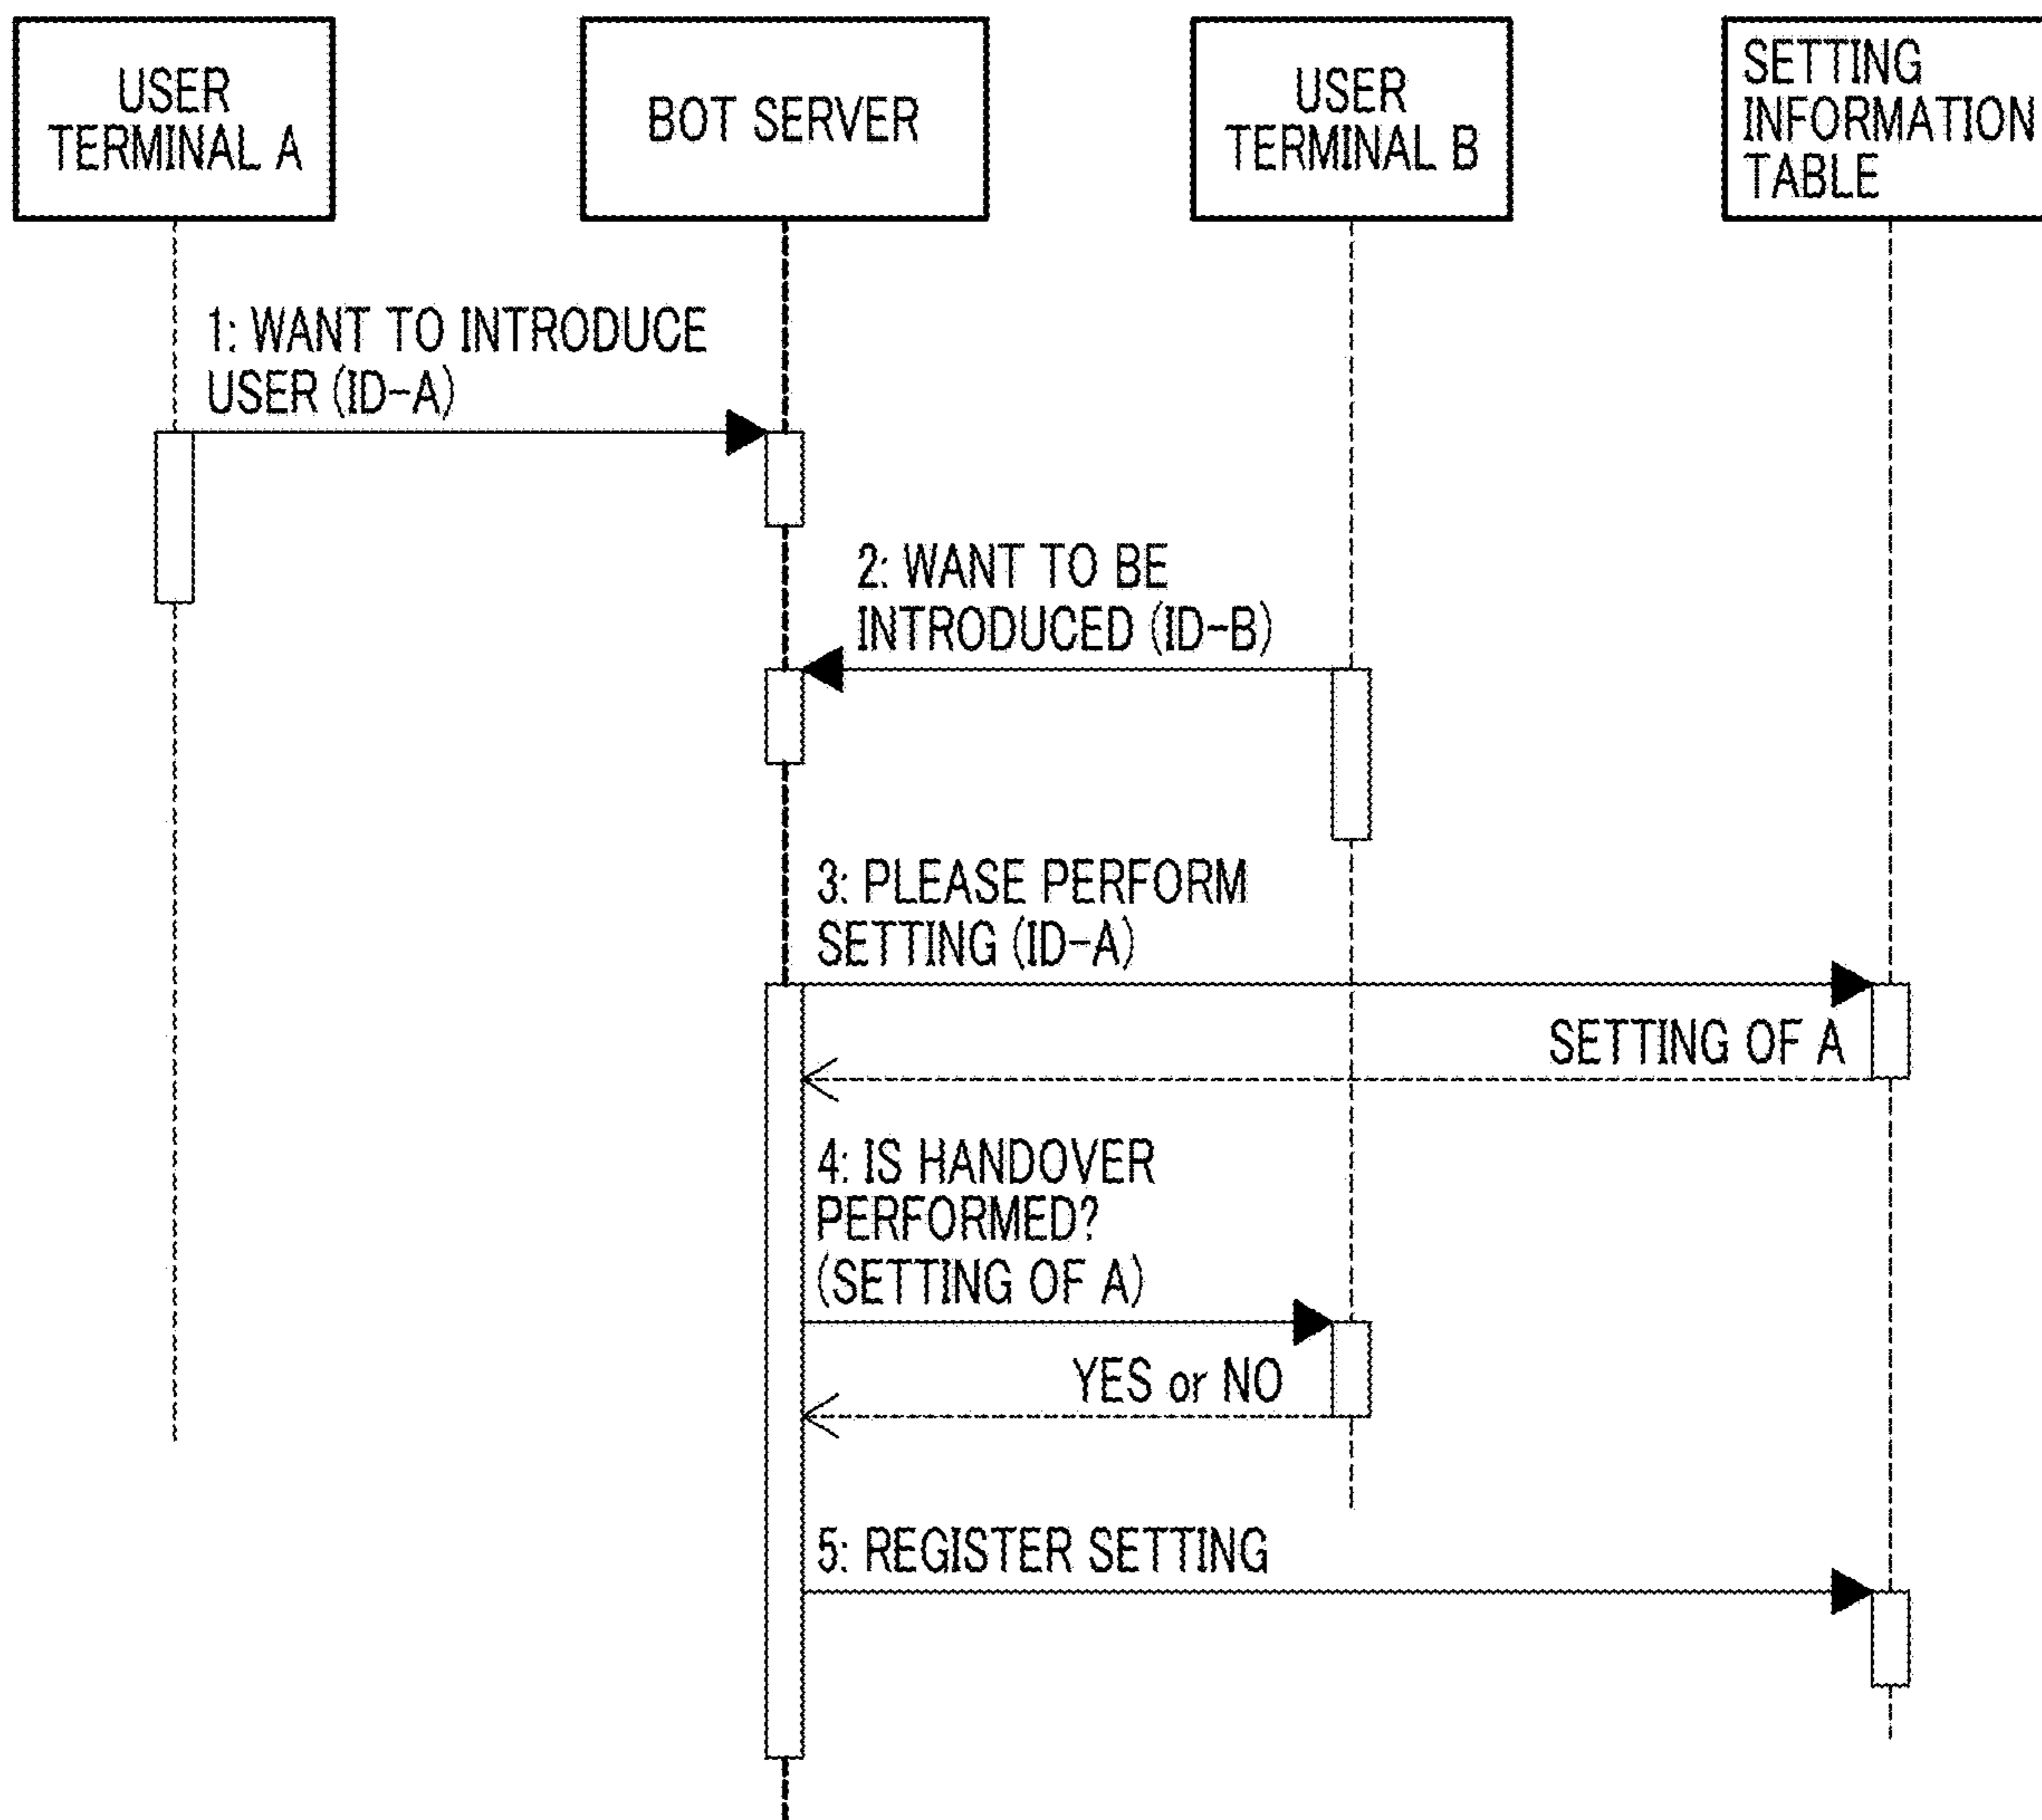 USER
TERMINAL A
BOT SERVER
USER
TERMINAL B
SETTING
INFORMATION
TABLE
1: WANT TO INTRODUCE
USER (ID-A)
2: WANT TO BE
INTRODUCED (ID-B)
3: PLEASE PERFORM
SETTING (ID-A)
SETTING OF A
4: IS HANDOVER
PERFORMED?
(SETTING OF A)
YES or NO
5: REGISTER SETTING